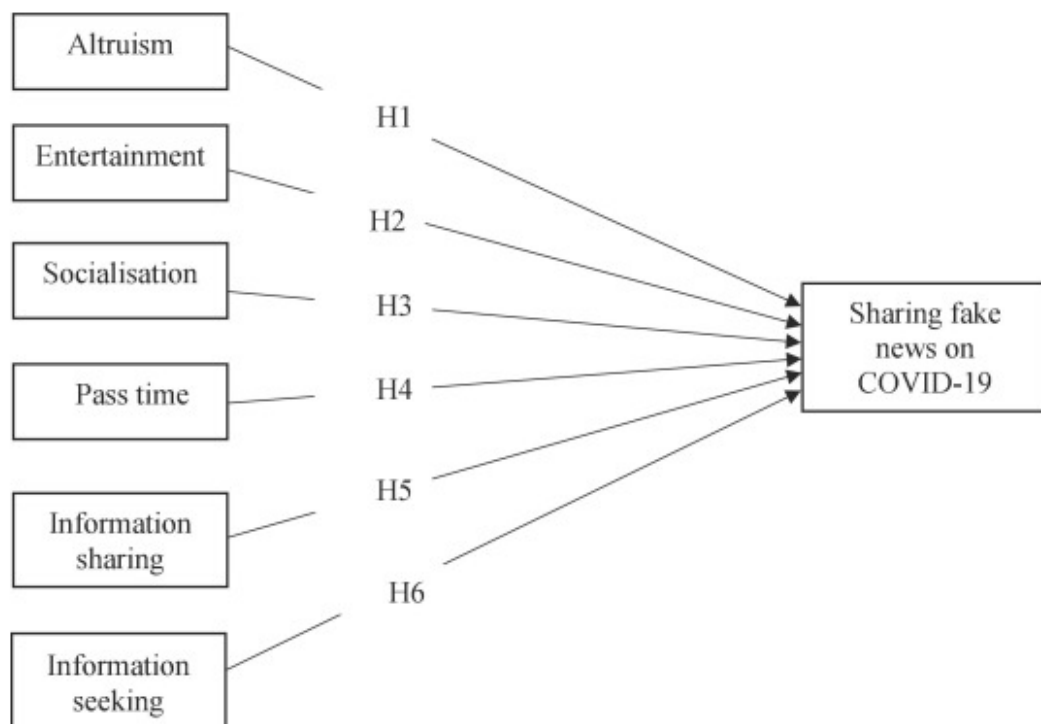 Altruism
H1
Entertainment
H2
Socialisation
H3
Sharing fake
news on
COVID-19
Pass time
H4
H5
Information
sharing
H6
Information
seeking